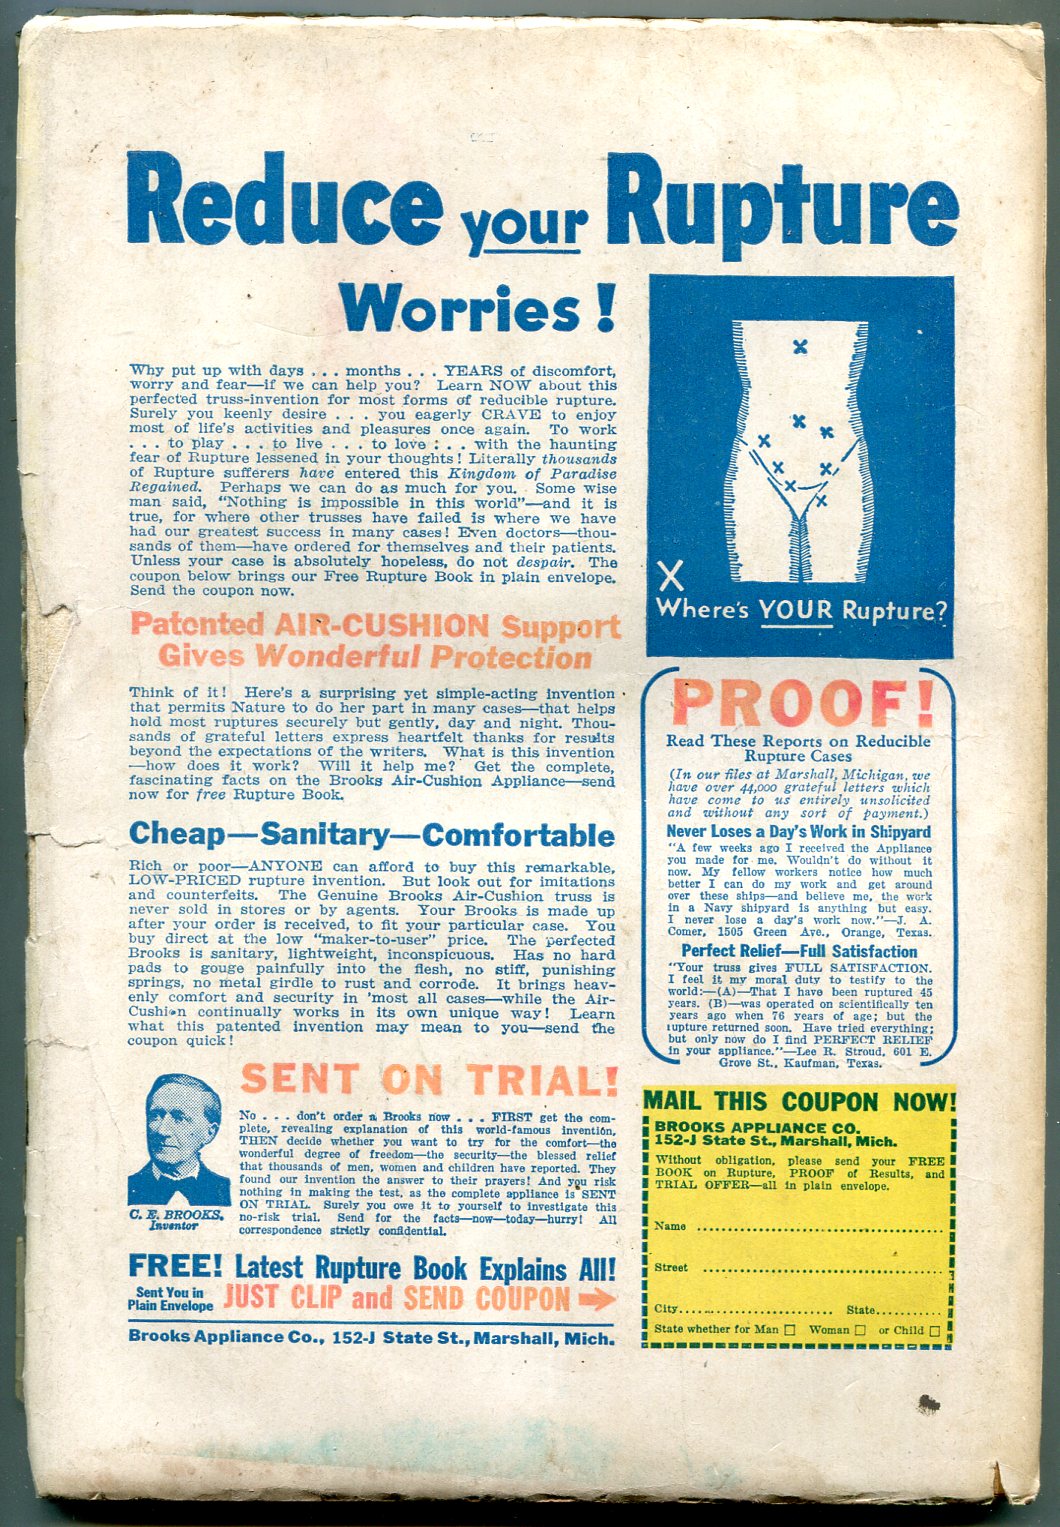 Reduce your Rupture
Worries!
Why put up with days . . . months . . . YEARS of discomfort,
worry and fear—if we can help you? Learn NOW about this
perfected truss-invention for most forms of reducible rupture.
Surely you keenly desire . . . you eagerly CRAVE to enjoy
most of life's activities and pleasures once again. To work
. . . to play . . . to live . . . to love : . . with the haunting
fear of Rupture lessened in your thoughts! Literally thousands
of Rupture sufferers have entered this Kingdom of Paradise
Regained. Perhaps we can do as much for you. Some wise
man said, "Nothing is impossible in this world"—and it is
true, for where other trusses have failed is where we have
had our greatest success in many cases! Even doctors—thou-
sands of them—have ordered for themselves and their patients.
Unless your case is absolutely hopeless, do not despair. The
coupon below brings our Free Rupture Book in plain envelope.
Send the coupon now.
Patented AIR-CUSHION Support
Gives Wonderful Protection
Think of it! Here's a surprising yet simple-acting invention
that permits Nature to do her part in many cases—that helps
hold most ruptures securely but gently, day and night. Thou-
sands of grateful letters express heartfelt thanks for results
beyond the expectations of the writers. What is this invention
—how does it work? Will it help me? Get the complete,
fascinating facts on the Brooks Air-Cushion Appliance—send
now for free Rupture Book.
Cheap—Sanitary—Comfortable
Rich or poor—ANYONE can afford to buy this remarkable,
LOW-PRICED rupture invention. But look out for imitations
and counterfeits. The Genuine Brooks Air-Cushion truss is
never sold in stores or by agents. Your Brooks is made up
after your order is received, to fit your particular case. You
buy direct at the low "maker-to-user" price. The perfected
Brooks is sanitary, lightweight, inconspicuous. Has no hard
pads to gouge painfully into the flesh, no stiff, punishing
springs, no metal girdle to rust and corrode. It brings heav-
enly comfort and security in 'most all cases—while the Air-
Cushion continually works in its own unique way! Learn
what this patented invention may mean to you—send the
coupon quick!
SENT ON TRIAL!
No . . . don't order a Brooks now . . . FIRST get the com-
plete, revealing explanation of this world-famous invention,
THEN decide whether you want to try for the comfort—the
wonderful degree of freedom—the security—the blessed relief
that thousands of men, women and children have reported. They
found our invention the answer to their prayers! And you risk
nothing in making the test, as the complete appliance is SENT
ON TRIAL. Surely you owe it to yourself to investigate this
no-risk trial. Send for the facts—now—today—hurry! All
correspondence strictly confidential.
C. E. BROOKS,
Inventor
FREE! Latest Rupture Book Explains All!
Sent You in
Plain Envelope
JUST CLIP and SEND COUPON
Brooks Appliance Co., 152-J State St., Marshall, Mich.
X
Where's YOUR Rupture?
PROOF!
Read These Reports on Reducible
Rupture Cases
(In our files at Marshall, Michigan, we
have over 44,000 grateful letters which
have come to us entirely unsolicited
and without any sort of payment.)
Never Loses a Day's Work in Shipyard
"A few weeks ago I received the Appliance
you made for me. Wouldn't do without it
now. My fellow workers notice how much
better I can do my work and get around
over these ships—and believe me, the work
in a Navy shipyard is anything but easy.
I never lose a day's work now."—J. A.
Comer, 1505 Green Ave., Orange, Texas.
Perfect Relief—Full Satisfaction
"Your truss gives FULL SATISFACTION.
I feel it my moral duty to testify to the
world:—(A)—That I have been ruptured 45
years. (B)—was operated on scientifically ten
years ago when 76 years of age; but the
rupture returned soon. Have tried everything;
but only now do I find PERFECT RELIEF
in your appliance."—Lee R. Stroud, 601 E.
Grove St., Kaufman, Texas.
MAIL THIS COUPON NOW!
BROOKS APPLIANCE CO.
152-J State St., Marshall, Mich.
Without obligation, please send your FREE
BOOK on Rupture, PROOF of Results, and
TRIAL OFFER—all in plain envelope.
Name
Street
City State
State whether for Man □ Woman □ or Child □